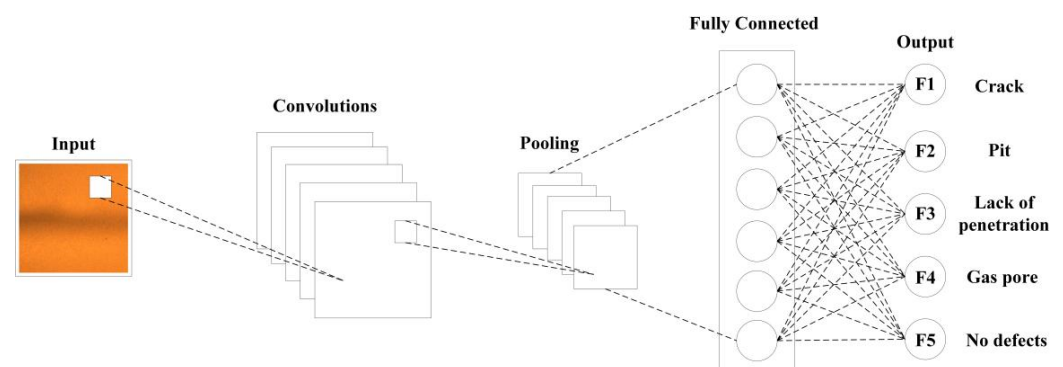 Fully Connected
Output
Convolutions
Input
Pooling
F1 Crack
F2 Pit
F3 Lack of
penetration
F4 Gas pore
F5 No defects